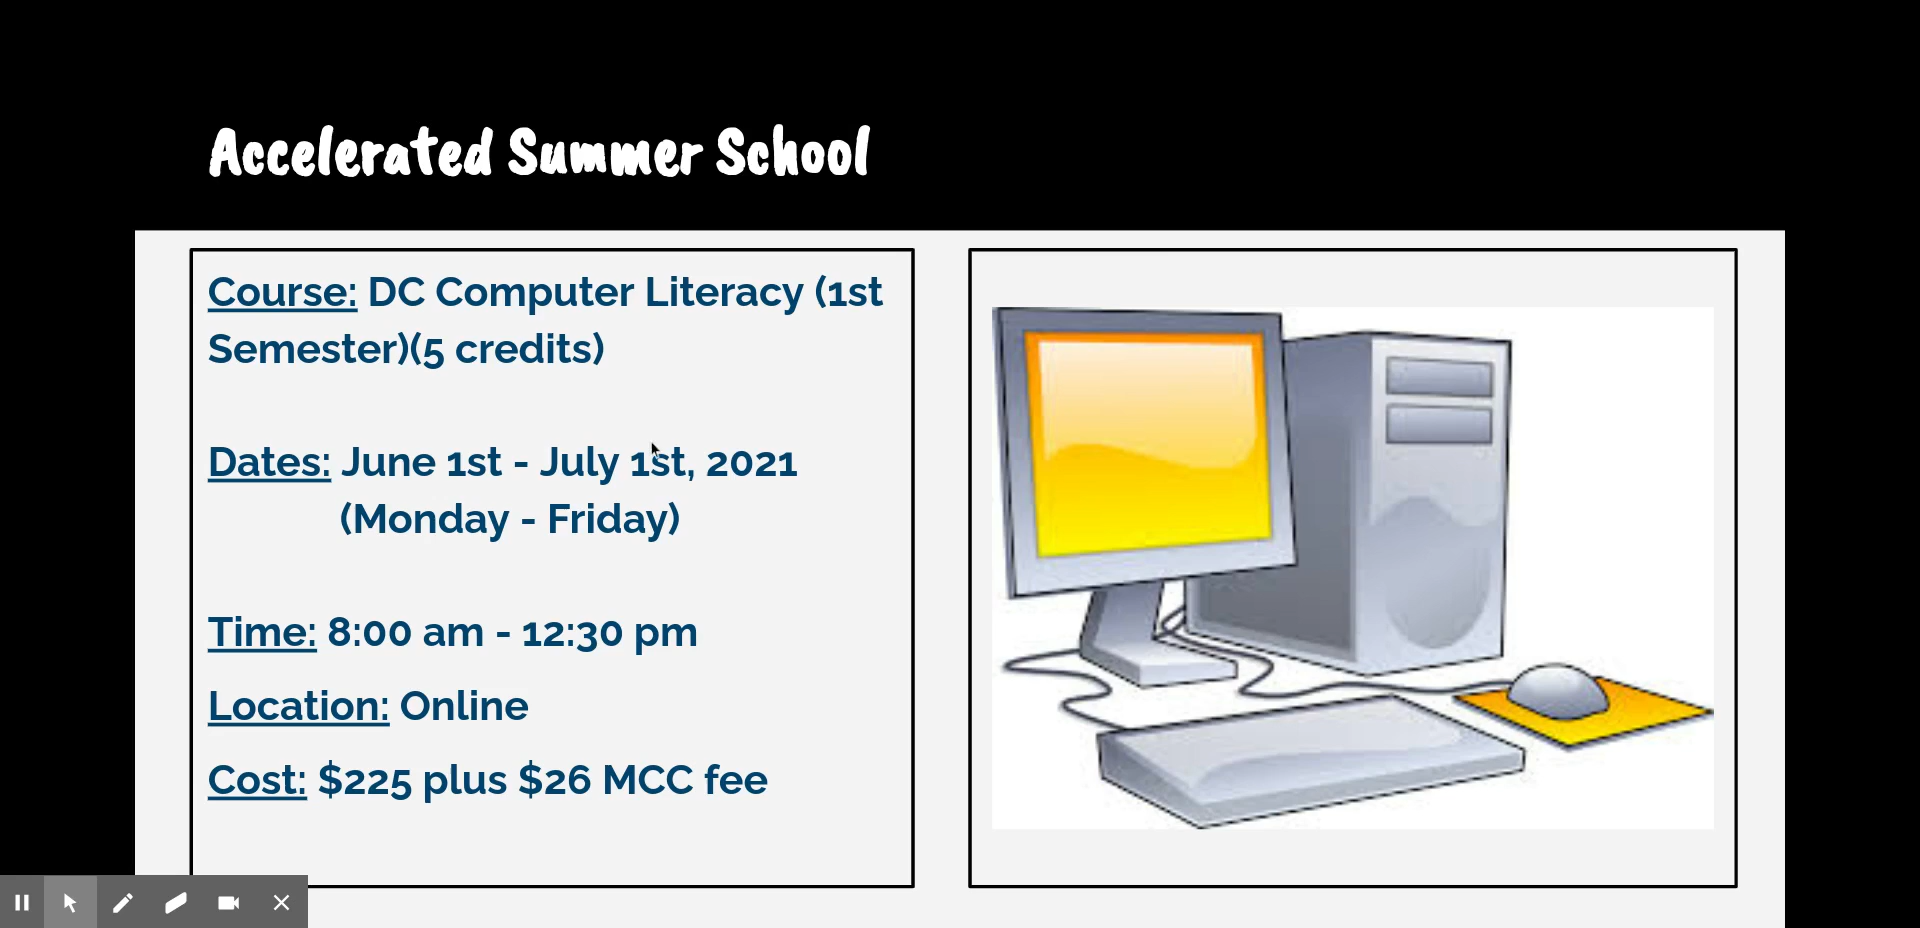 Accelerated Summer School
Course: DC Computer Literacy (1st
Semester)(5 credits)
Dates: June 1st - July 1st, 2021
(Monday - Friday)
Time: 8:00 am - 12:30 pm
Location: Online
Cost: $225 plus $26 MCC fee